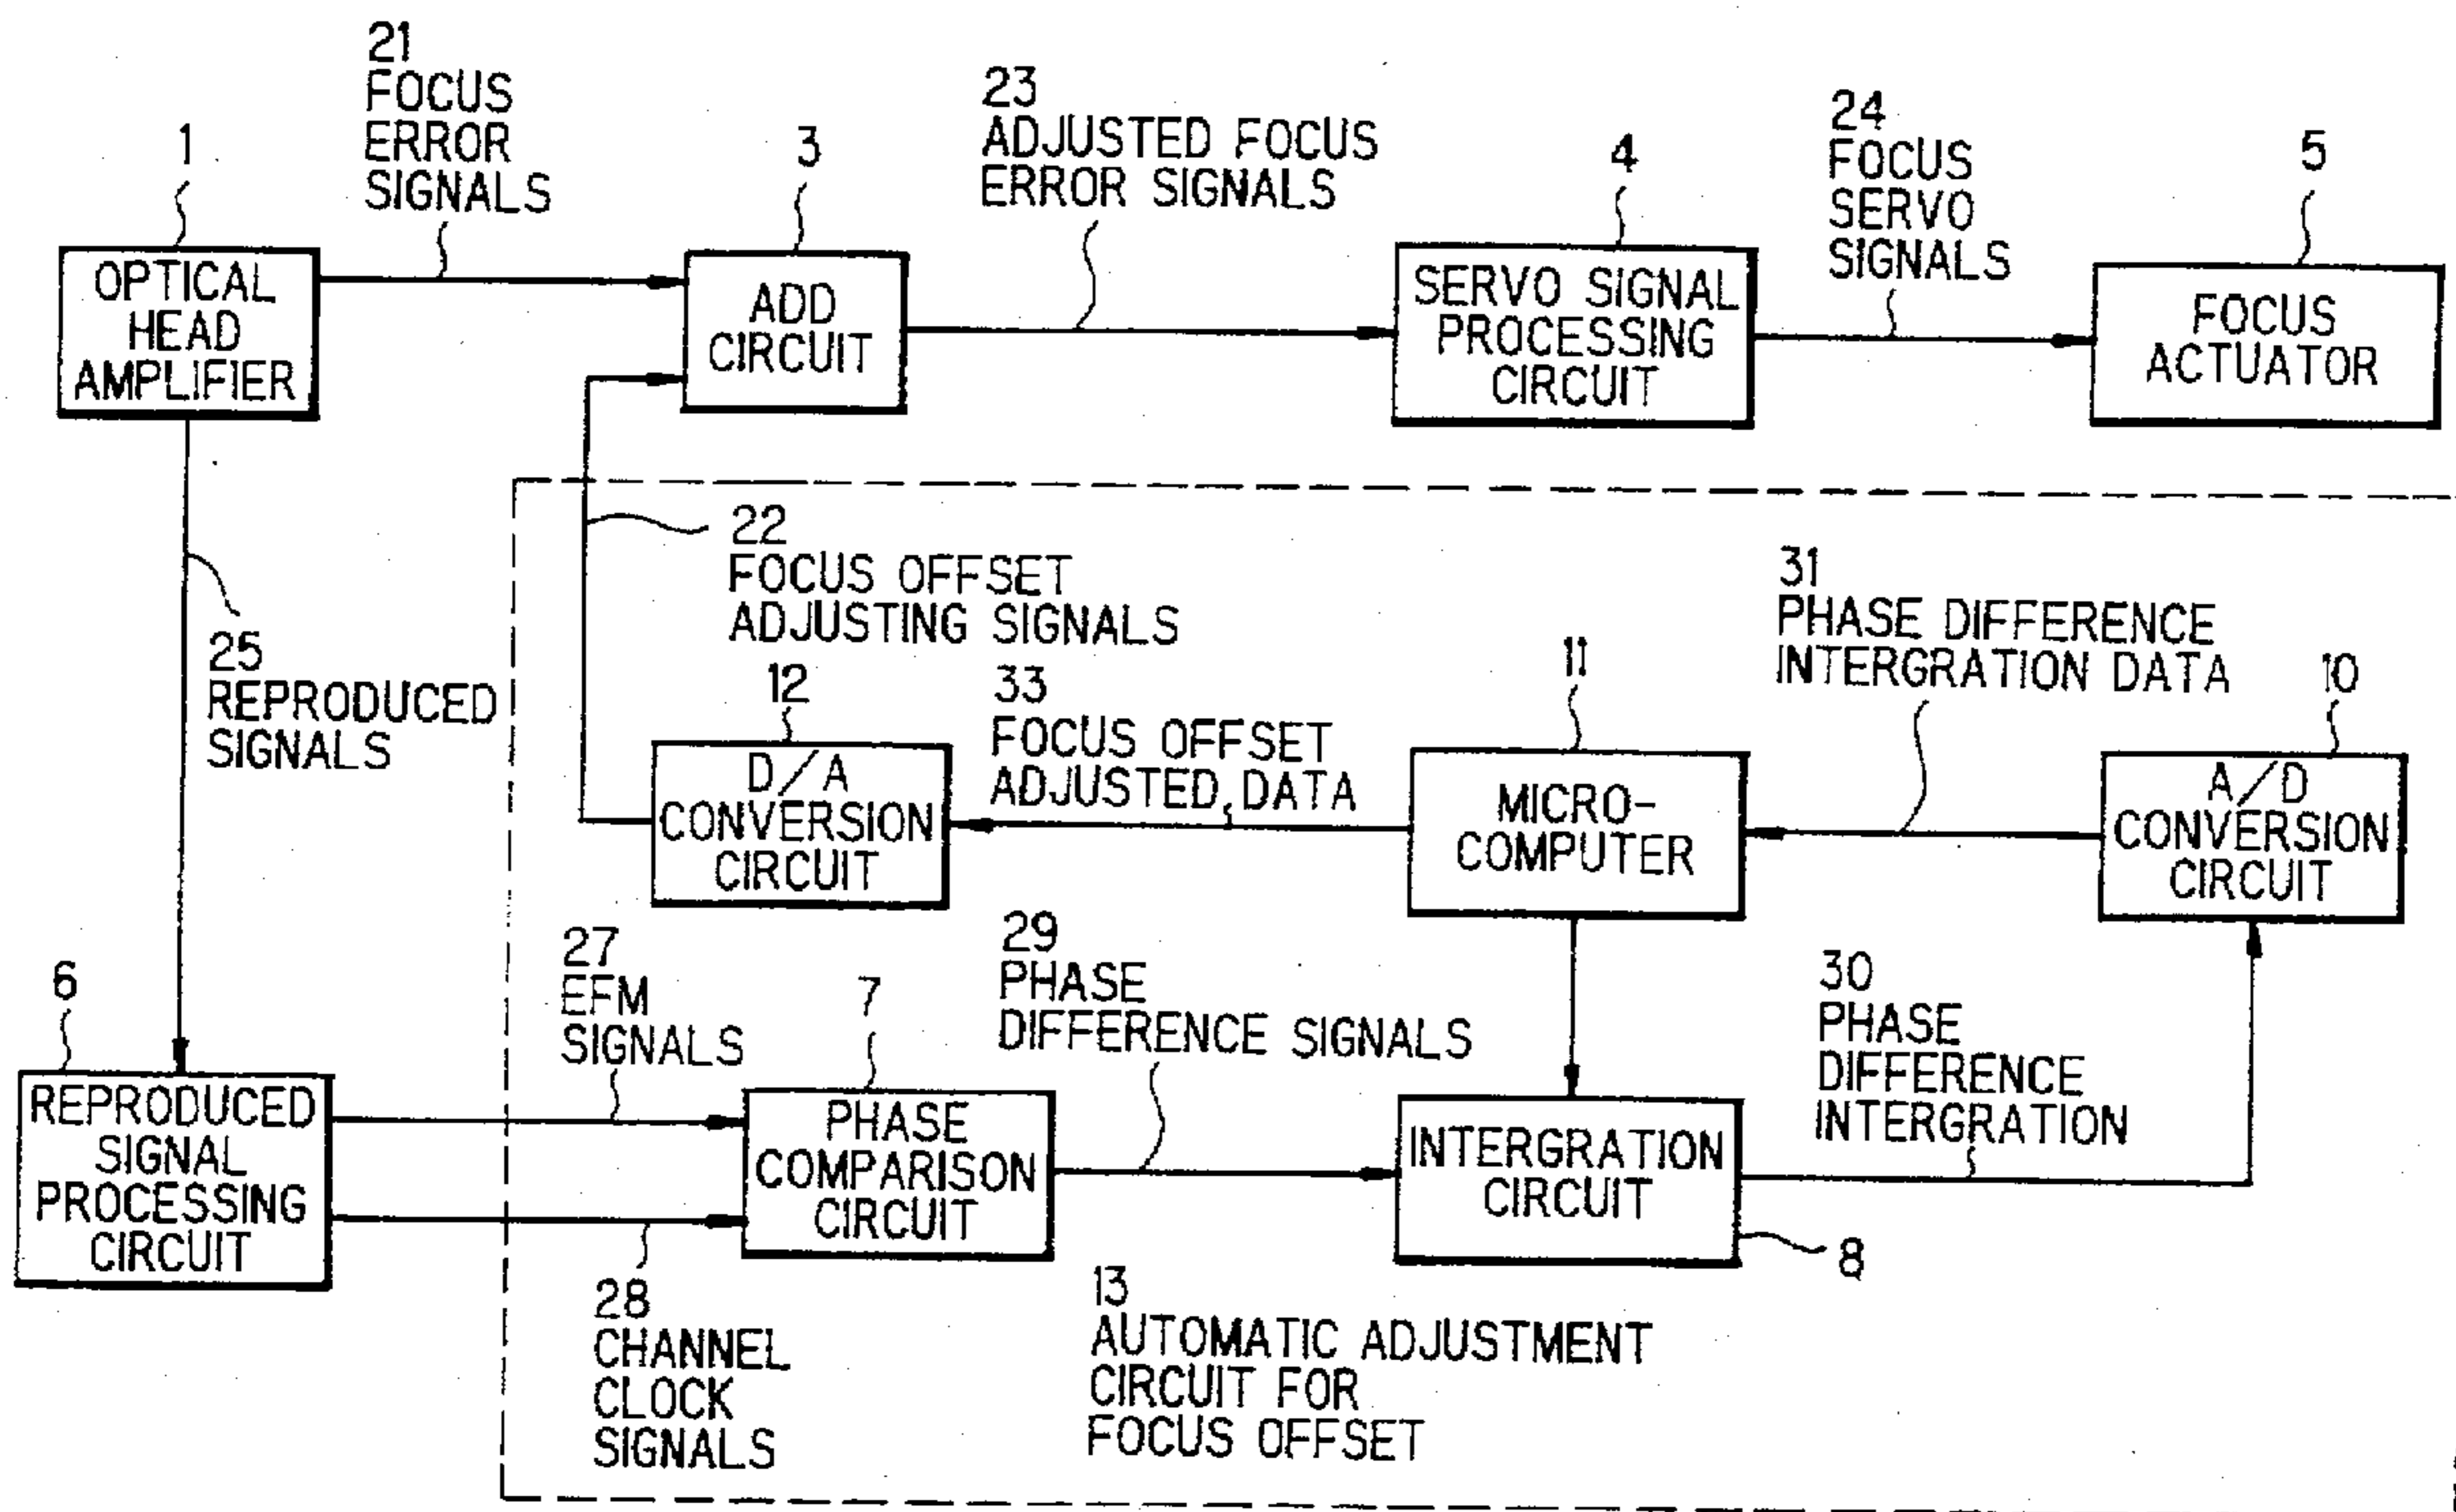 1
21
FOCUS
ERROR
SIGNALS
3
23
ADJUSTED FOCUS
ERROR SIGNALS
4
24
FOCUS
SERVO
SIGNALS
5
OPTICAL
HEAD
AMPLIFIER
ADD
CIRCUIT
SERVO SIGNAL
PROCESSING
CIRCUIT
FOCUS
ACTUATOR
22
FOCUS OFFSET
ADJUSTING SIGNALS
25
REPRODUCED
SIGNALS
12
D/A
CONVERSION
CIRCUIT
33
FOCUS OFFSET
ADJUSTED DATA
11
MICRO-
COMPUTER
31
PHASE DIFFERENCE
INTERGRATION DATA
10
A/D
CONVERSION
CIRCUIT
6
REPRODUCED
SIGNAL
PROCESSING
CIRCUIT
27
EFM
SIGNALS
7
PHASE
COMPARISON
CIRCUIT
29
PHASE
DIFFERENCE SIGNALS
INTERGRATION
CIRCUIT
8
30
PHASE
DIFFERENCE
INTERGRATION
28
CHANNEL
CLOCK
SIGNALS
13
AUTOMATIC ADJUSTMENT
CIRCUIT FOR
FOCUS OFFSET